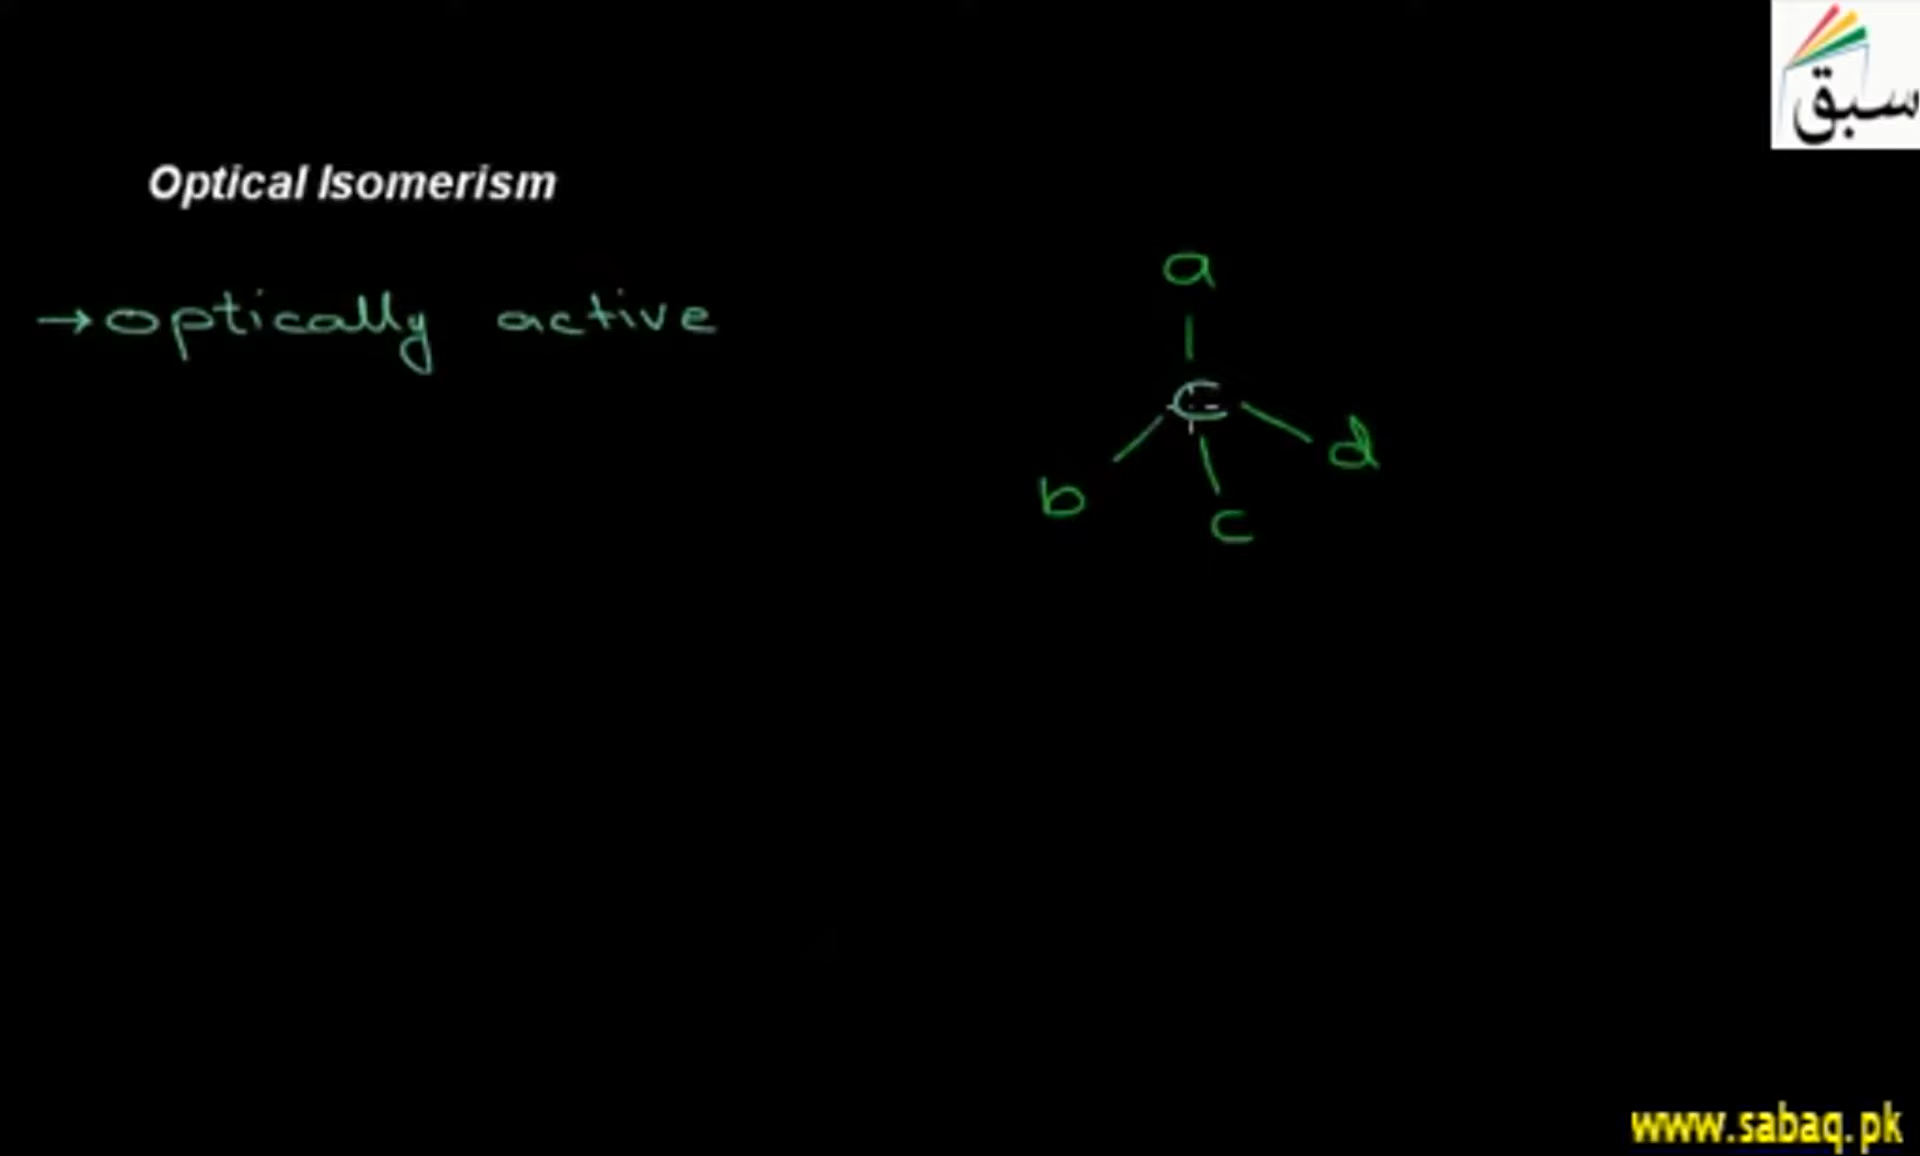 سبق
Optical Isomerism
→ optically active
a
C
b
c
d
www.sabaq.pk